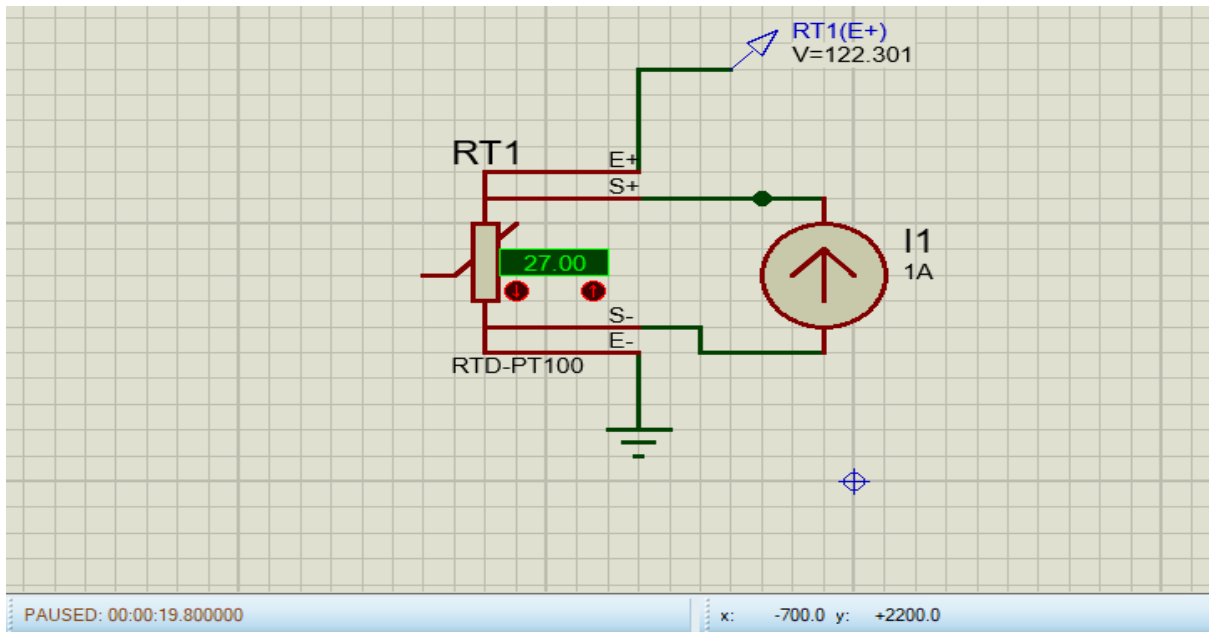 RT1(E+)
V=122.301
RT1
E+
S+
I1
1A
27.00
S-
E-
RTD-PT100
PAUSED: 00:00:19.800000
x: -700.0 y: +2200.0